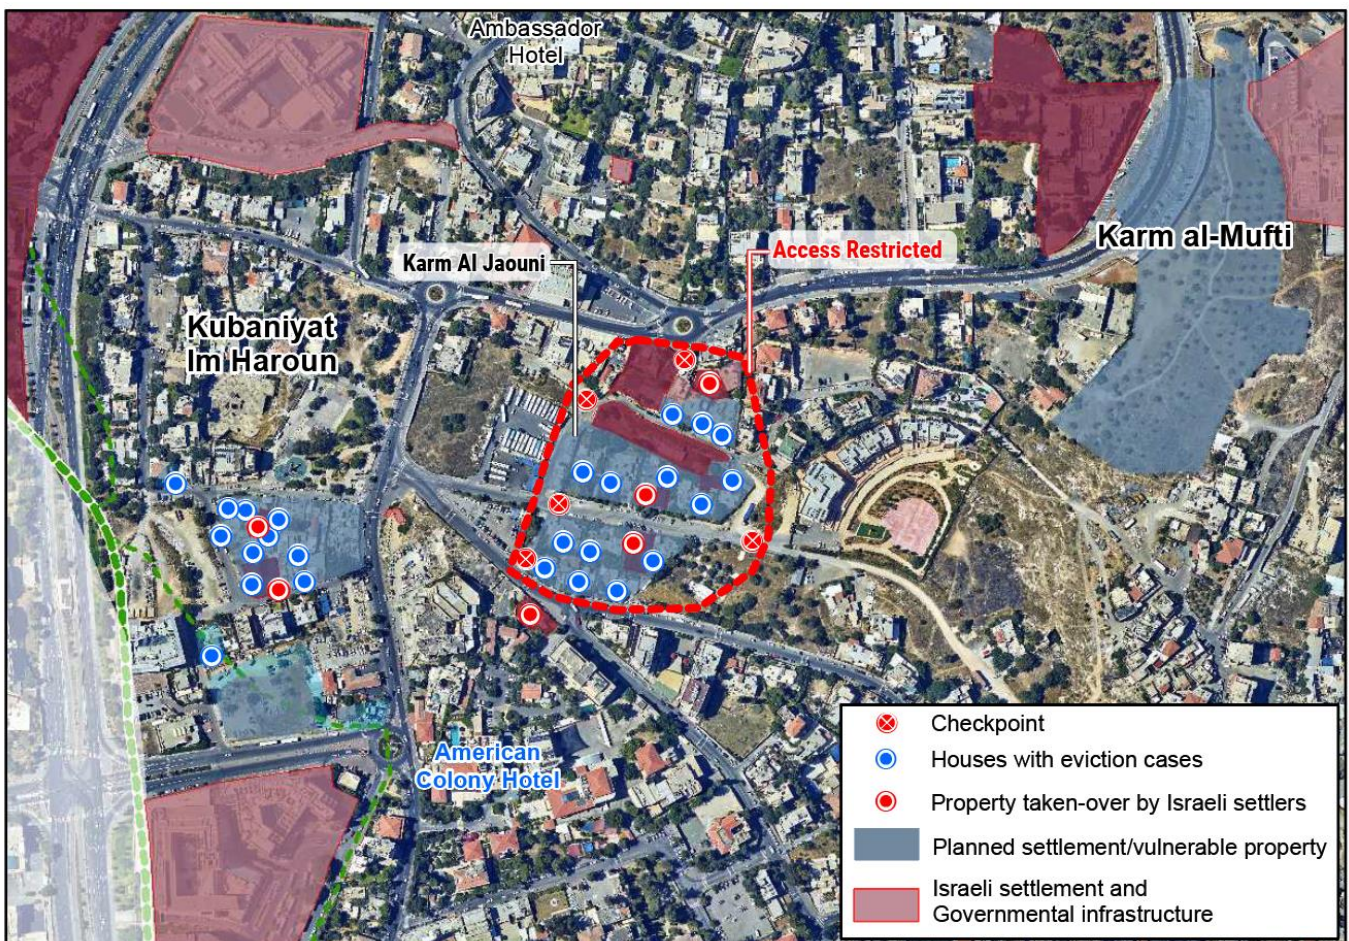 Ambassador
Hotel
Karm al-Mufti
Access Restricted
Karm Al Jaouni
Kubaniyat
Im Haroun
American
Colony Hotel
Checkpoint
Houses with eviction cases
Property taken-over by Israeli settlers
Planned settlement/vulnerable property
Israeli settlement and
Governmental infrastructure